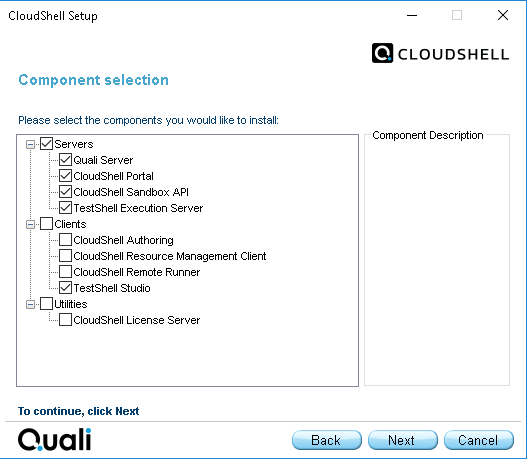 CloudShell Setup
CLOUDSHELL
Component selection
Please select the components you would like to install:
Component Description
Servers
Quali Server
CloudShell Portal
CloudShell Sandbox API
TestShell Execution Server
Clients
CloudShell Authoring
CloudShell Resource Management Client
CloudShell Remote Runner
TestShell Studio
Utilities
CloudShell License Server
To continue, click Next
Quali
Back
Next
Cancel